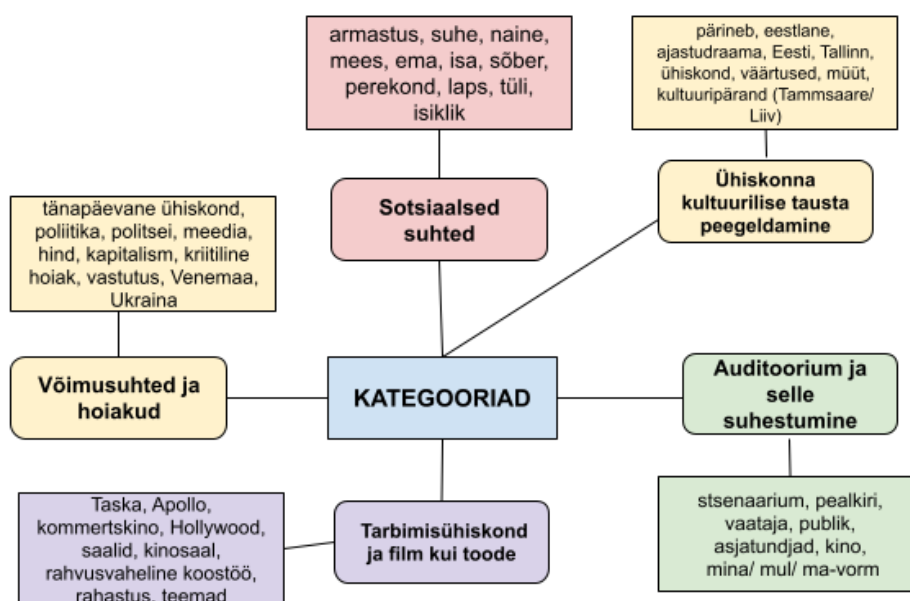 armastus, suhe, naine,
mees, ema, isa, sõber,
perekond, laps, tüli,
isiklik
pärineb, eestlane,
ajastudraama, Eesti, Tallinn,
ühiskond, väärtused, müüt,
kultuuripärand (Tammsaare/
Liiv)
Sotsiaalsed
suhted
Ühiskonna
kultuurilise tausta
peegeldamine
tänapäevane ühiskond,
poliitika, politsei, meedia,
hind, kapitalism, kriitiline
hoiak, vastutus, Venemaa,
Ukraina
Võimusuhted ja
hoiakud
KATEGOORIAD
Auditoorium ja
selle
suhestumine
Taska, Apollo,
kommertskino, Hollywood,
saalid, kinosaal,
rahvusvaheline koostöö,
rahastus, teemad
Tarbimisühiskond
ja film kui toode
stsenaarium, pealkiri,
vaataja, publik,
asjatundjad, kino,
mina/ mul/ ma-vorm